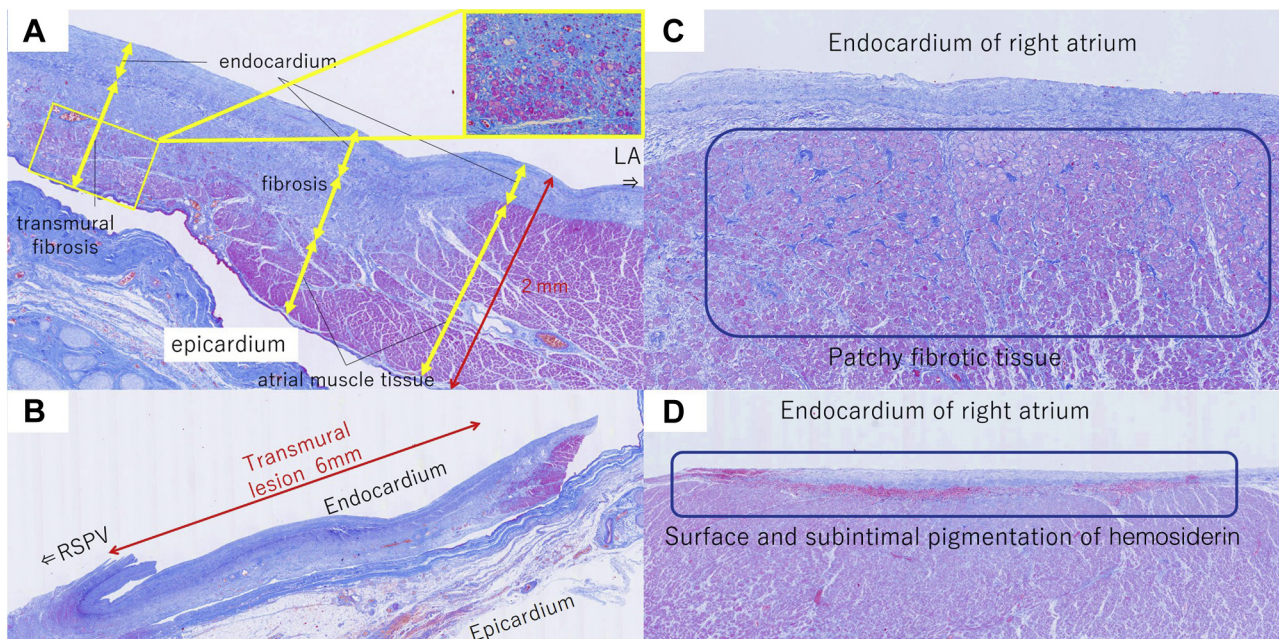 A
endocardium
LA
⇒
fibrosis
transmural
fibrosis
2 mm
epicardium
atrial muscle tissue
B
Transmural
lesion 6mm
Endocardium
⇐ RSPV
Epicardium
C
Endocardium of right atrium
Patchy fibrotic tissue
D
Endocardium of right atrium
Surface and subintimal pigmentation of hemosiderin